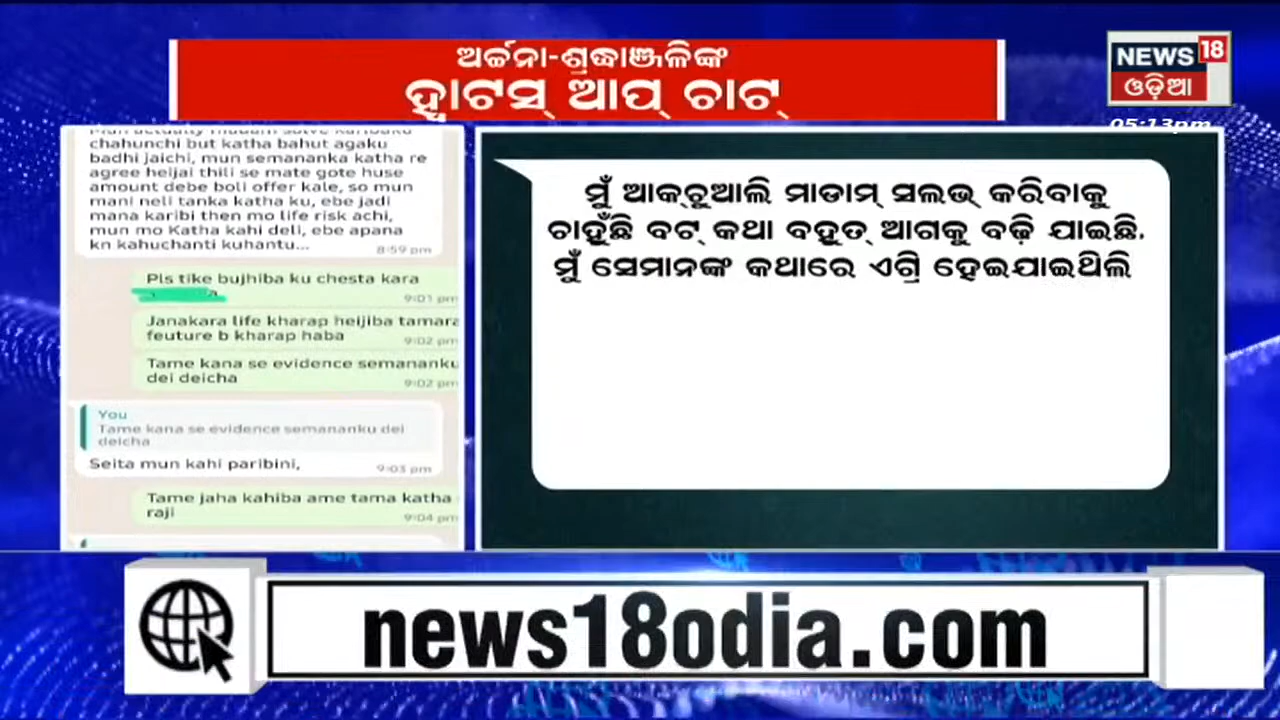 ଅର୍ଚ୍ଚନା-ଶ୍ରଦ୍ଧାଞ୍ଜଳିଙ୍କ
ହ୍ୱାଟସ୍ ଆପ୍ ଚାଟ୍
NEWS 18
ଓଡ଼ିଆ
05:13pm
Mun actually madam solve karibaku
chahunchi but katha bahut agaku
badhi jaichi, mun semananka katha re
agree heijai thili se mate gote huse
amount debe boli offer kale, so mun
mani neli tanka katha ku, ebe jadi
mana karibi then mo life risk achi,
mun mo Katha kahi deli, ebe apana
kn kahuchanti kuhantu...
8:59 pm
Pls tike bujhiba ku chesta kara
9:01 pm
Janakara life kharap heijiba tamara
feuture b kharap haba
9:02 pm
Tame kana se evidence semananku
dei deicha
9:02 pm
You
Tame kana se evidence semananku dei
deicha
Seita mun kahi paribini,
9:03 pm
Tame jaha kahiba ame tama katha
raji
9:04 pm
ମୁଁ ଆକ୍‌ଚୁଆଲି ମାଡାମ୍ ସଲଭ୍ କରିବାକୁ
ଚାହୁଁଛି ବଟ୍ କଥା ବହୁତ୍ ଆଗକୁ ବଢ଼ି ଯାଇଛି.
ମୁଁ ସେମାନଙ୍କ କଥାରେ ଏଗ୍ରି ହେଇଯାଇଥିଲି
news18odia.com